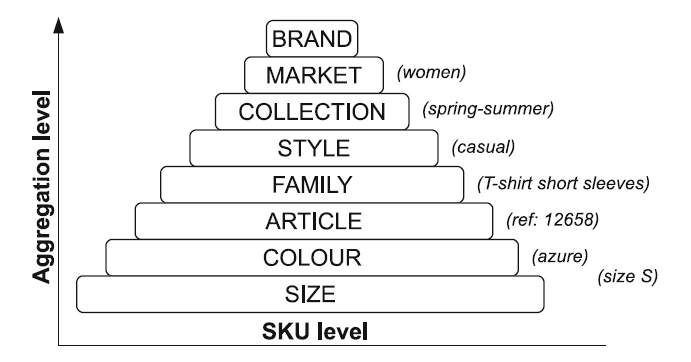 BRAND
MARKET (women)
COLLECTION (spring-summer)
STYLE (casual)
FAMILY (T-shirt short sleeves)
ARTICLE (ref: 12658)
COLOUR (azure)
SIZE (size S)
SKU level
Aggregation level